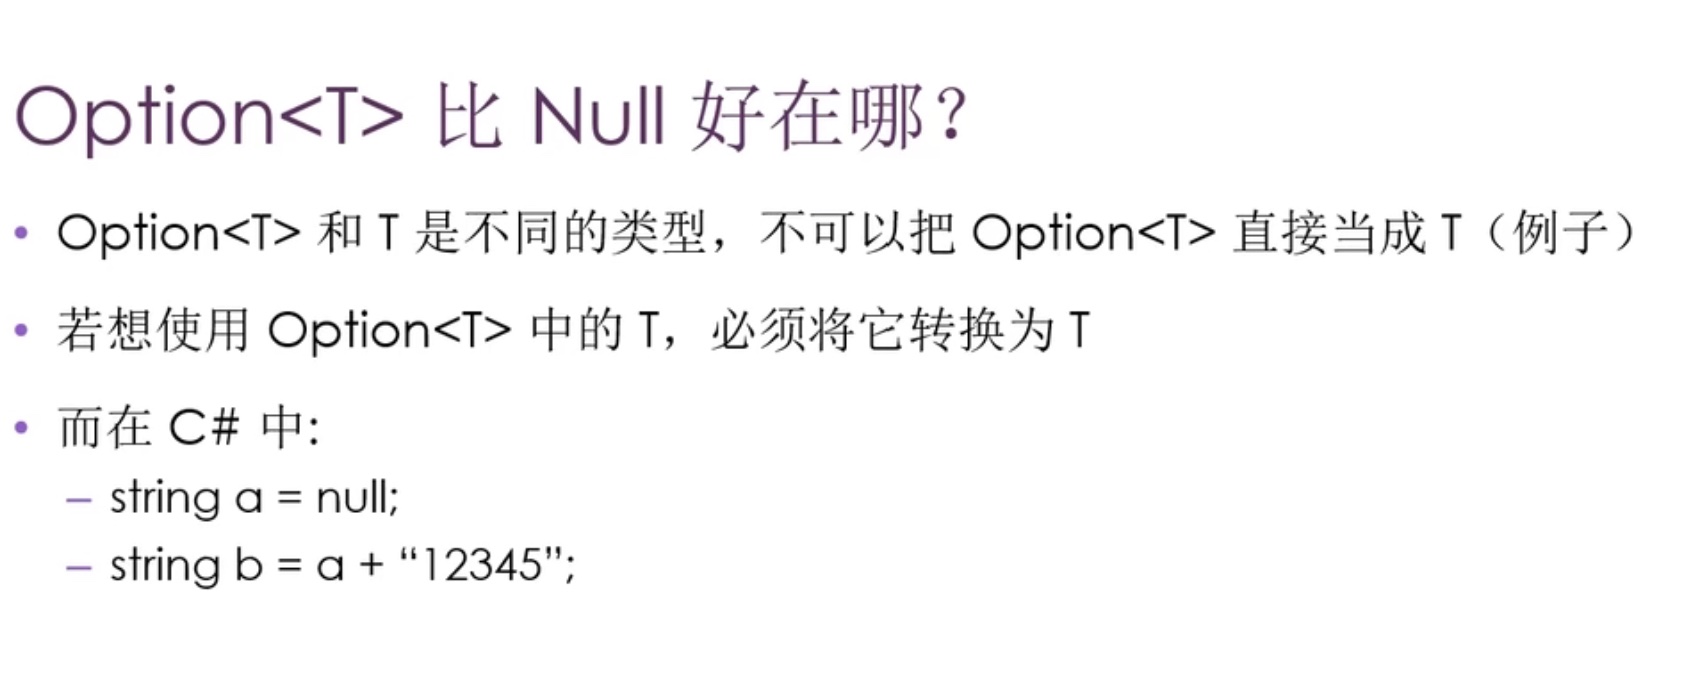 Option<T> 比 Null 好在哪？
• Option<T> 和 T 是不同的类型，不可以把 Option<T> 直接当成 T（例子）
• 若想使用 Option<T> 中的 T，必须将它转换为 T
• 而在 C# 中:
– string a = null;
– string b = a + “12345”;